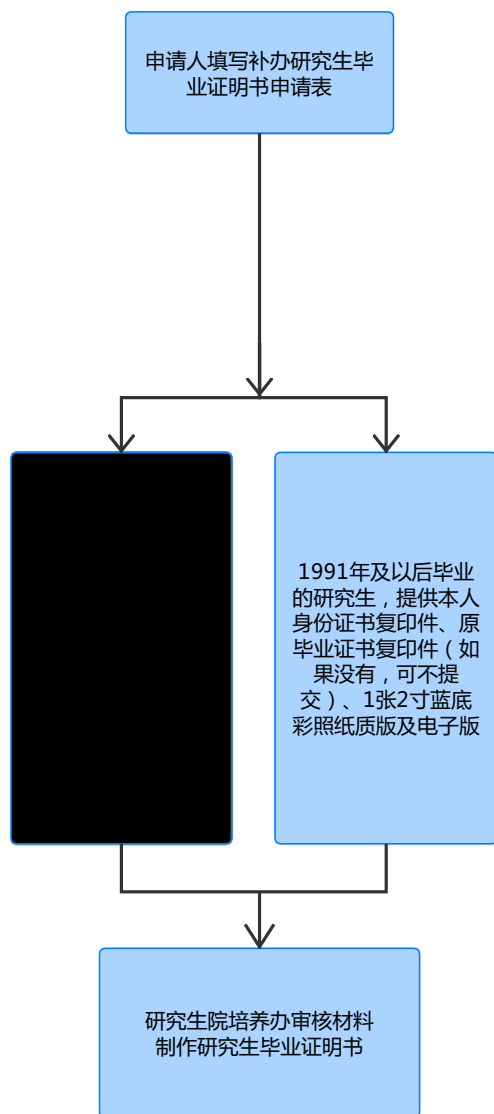 申请人填写补办研究生毕
业证明书申请表
1991年及以后毕业
的研究生，提供本人
身份证书复印件、原
毕业证书复印件（如
果没有，可不提
交）、1张2寸蓝底
彩照纸质版及电子版
研究生院培养办审核材料
制作研究生毕业证明书